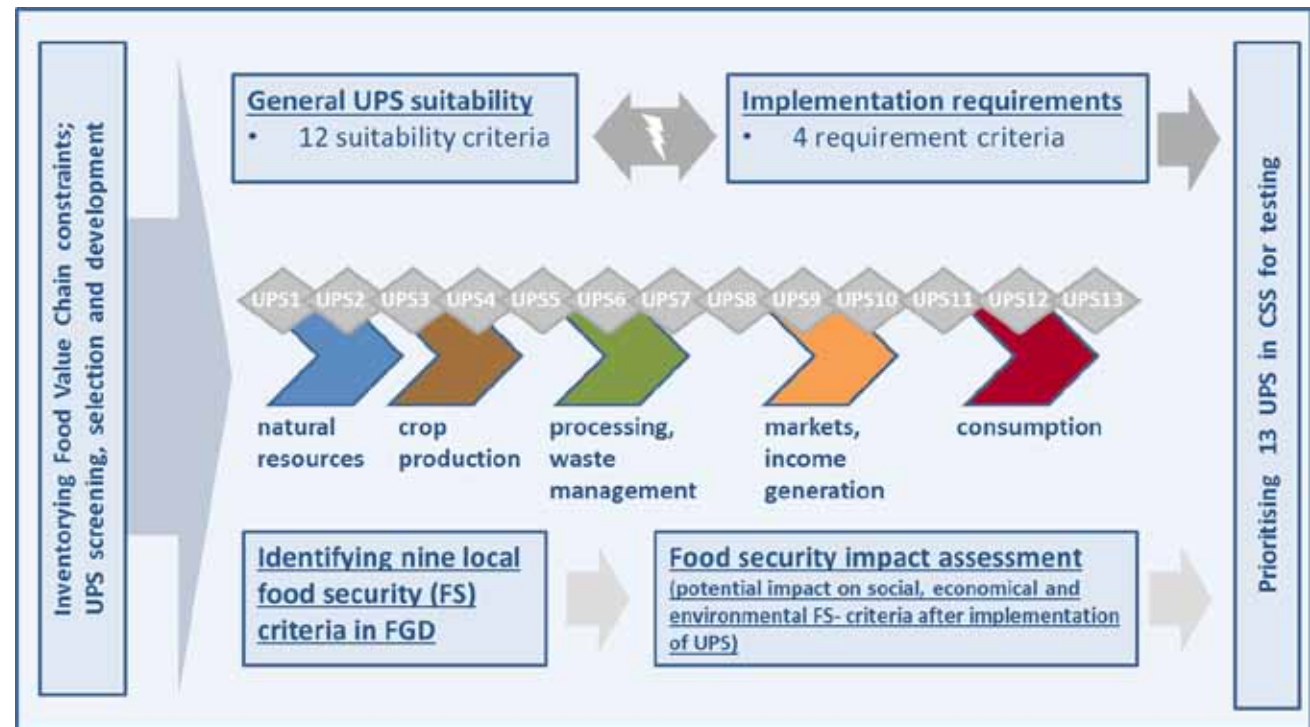 Inventorying Food Value Chain constraints;
UPS screening, selection and development
General UPS suitability
• 12 suitability criteria
Implementation requirements
• 4 requirement criteria
UPS1 UPS2 UPS3 UPS4 UPS5 UPS6 UPS7 UPS8 UPS9 UPS10 UPS11 UPS12 UPS13
natural
resources
crop
production
processing,
waste
management
markets,
income
generation
consumption
Identifying nine local
food security (FS)
criteria in FGD
Food security impact assessment
(potential impact on social, economical and
environmental FS- criteria after implementation
of UPS)
Prioritising 13 UPS in CSS for testing